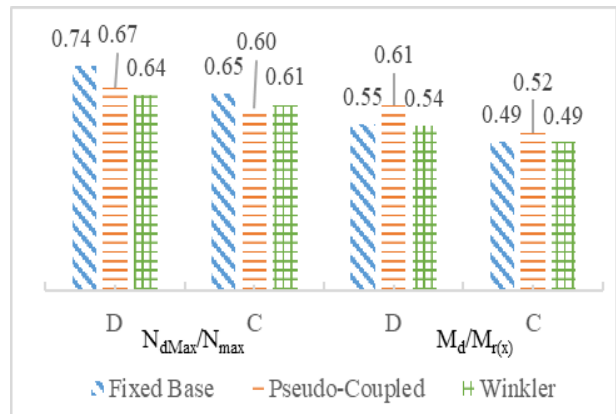 0.74 0.67 0.64 0.65 0.60 0.61 0.55 0.61 0.54 0.49 0.52 0.49
D C D C
NdMax/Nmax Md/Mr(x)
Fixed Base Pseudo-Coupled Winkler